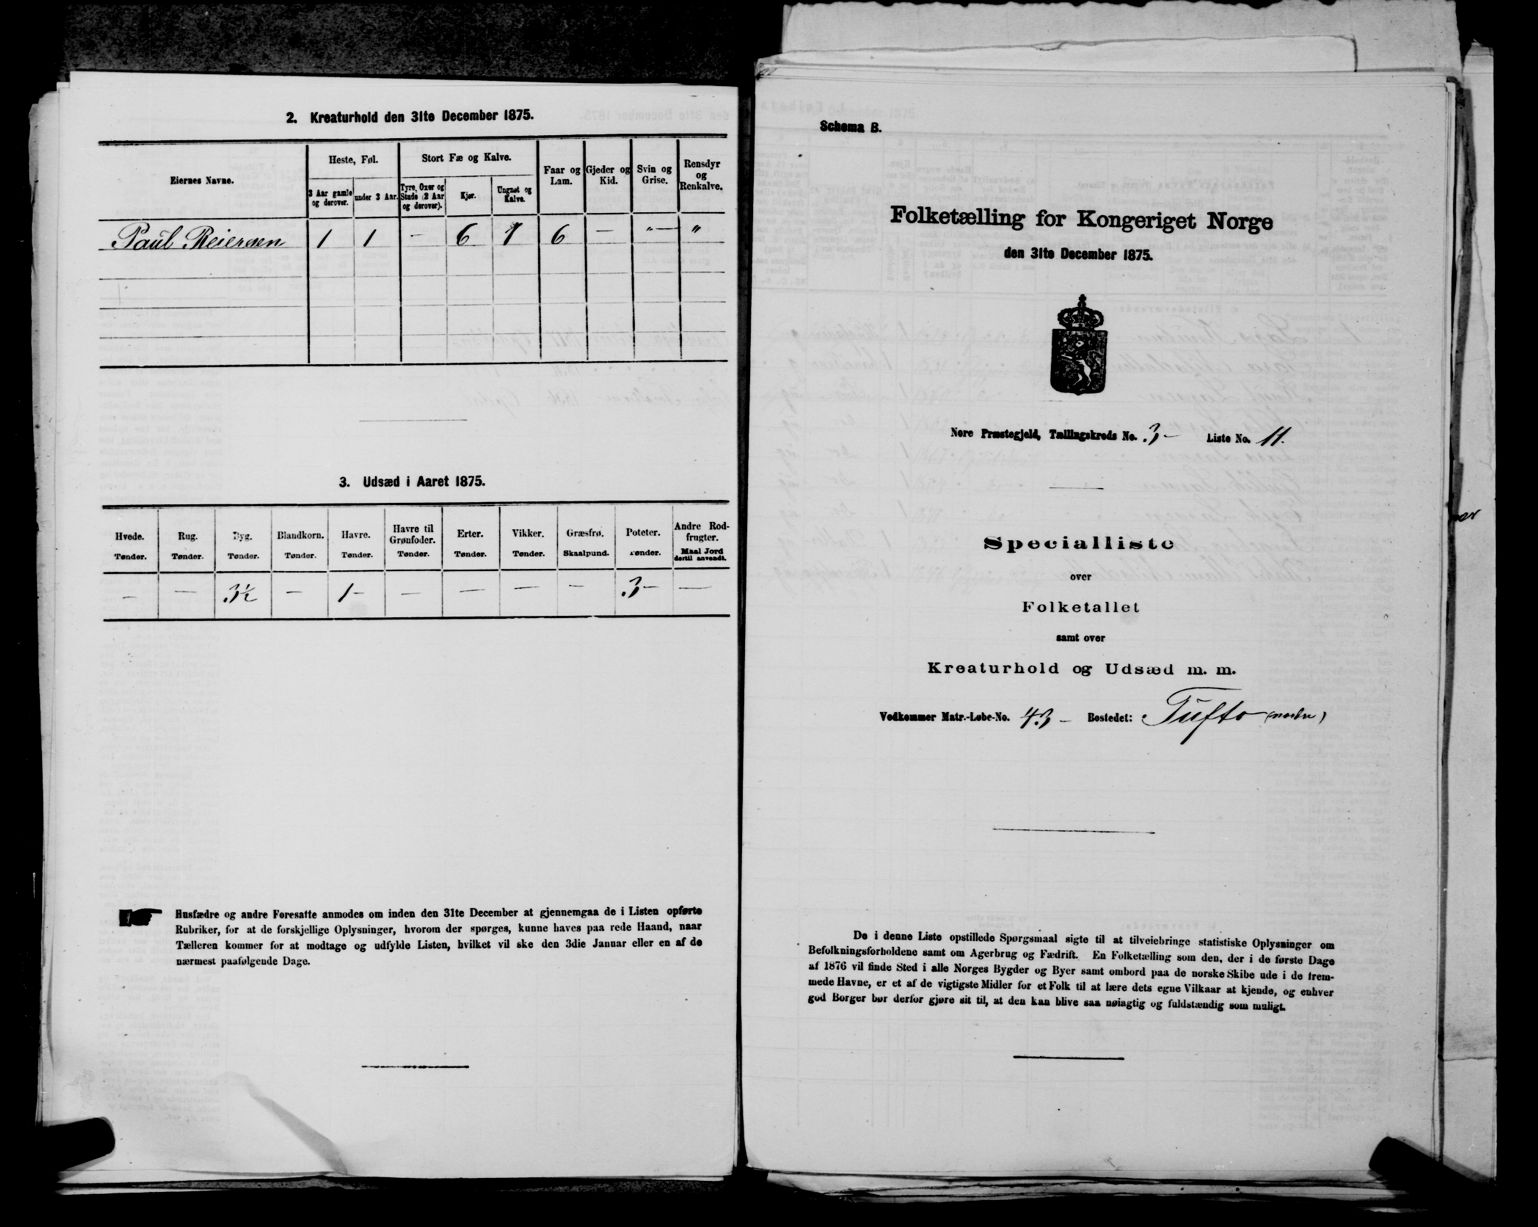 2. Kreaturhold den 31te December 1875.
Eiernes Navne.
Heste, Føl.
Stort Fæ og Kalve.
Faar og Lam.
Gjeder og Kid.
Svin og Grise.
Rensdyr og Renkalve.
3 Aar gamle og derover.
under 3 Aar.
Tyre, Oxer og Stude (2 Aar og derover).
Kjør.
Ungnøt og Kalve.
Paul Reiersen 1 1 — 6 1 6 — "— "
3. Udsæd i Aaret 1875.
Hvede. Rug. Byg. Blandkorn. Havre. Havre til Grønfoder. Erter. Vikker. Græsfrø. Poteter. Andre Rodfrugter.
Tønder. Tønder. Tønder. Tønder. Tønder. Tønder. Tønder. Tønder. Skaalpund. Tønder. Maal Jord dertil anvendt.
— — 3½ — 1 — — — — — 3 — —
Husfædre og andre Foresatte anmodes om inden den 31te December at gjennemgaa de i Listen opførte
Rubriker, for at de forskjellige Oplysninger, hvorom der spørges, kunne haves paa rede Haand, naar
Tælleren kommer for at modtage og udfylde Listen, hvilket vil ske den 3die Januar eller en af de
nærmest paafølgende Dage.
Schema B.
Folketælling for Kongeriget Norge
den 31te December 1875.
Nore Præstegjeld, Tællingskreds No. 3 — Liste No. 11.
Specialliste
over
Folketallet
samt over
Kreaturhold og Udsæd m. m.
Vedkommer Matr.-Løbe-No. 43 — Bostedet: Tufto (nordre)
De i denne Liste opstillede Spørgsmaal sigte til at tilveiebringe statistiske Oplysninger om
Befolkningsforholdene samt om Agerbrug og Fædrift. En Folketælling som den, der i de første Dage
af 1876 vil finde Sted i alle Norges Bygder og Byer samt ombord paa de norske Skibe ude i de frem-
mede Havne, er et af de vigtigste Midler for et Folk til at lære dets egne Vilkaar at kjende, og enhver
god Borger bør derfor gjøre sit til, at den kan blive saa nøiagtig og fuldstændig som muligt.